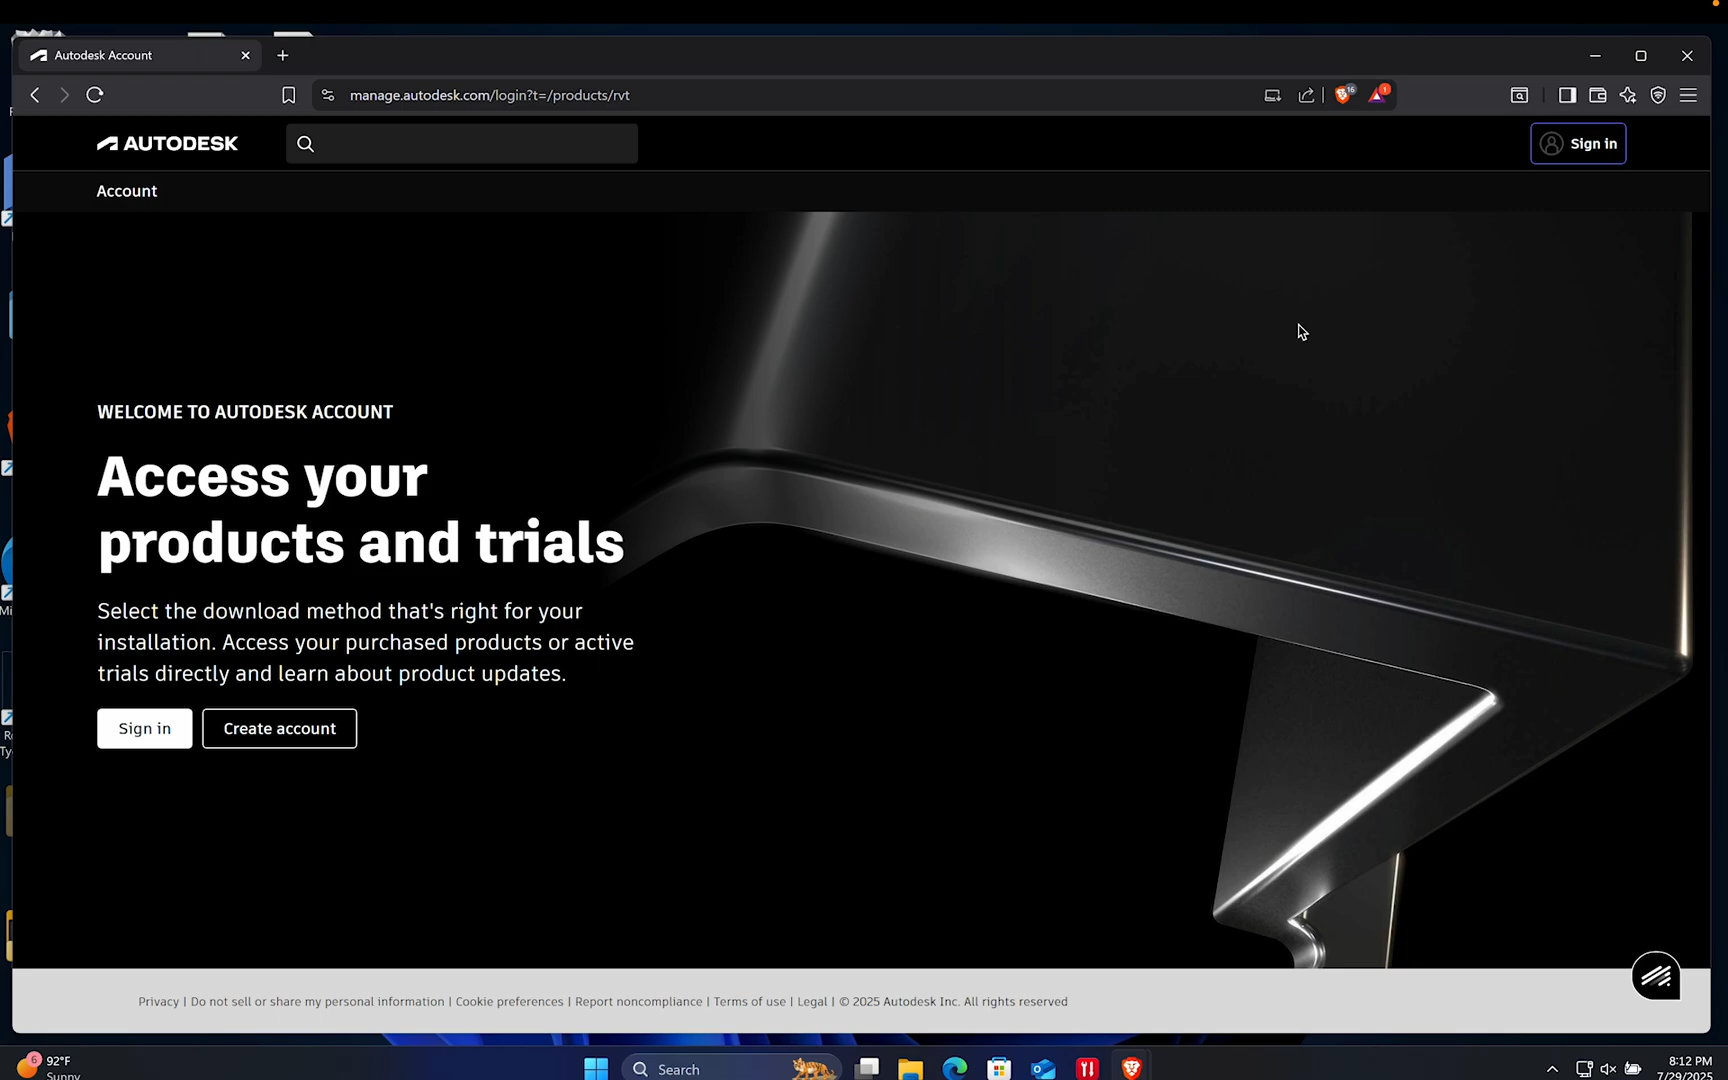 Autodesk Account
manage.autodesk.com/login?t=/products/rvt
16
1
AUTODESK
Sign in
Account
WELCOME TO AUTODESK ACCOUNT
Access your
products and trials
Select the download method that's right for your
installation. Access your purchased products or active
trials directly and learn about product updates.
Sign in
Create account
Privacy | Do not sell or share my personal information | Cookie preferences | Report noncompliance | Terms of use | Legal | © 2025 Autodesk Inc. All rights reserved
6
92°F
Sunny
Search
8:12 PM
7/29/2025